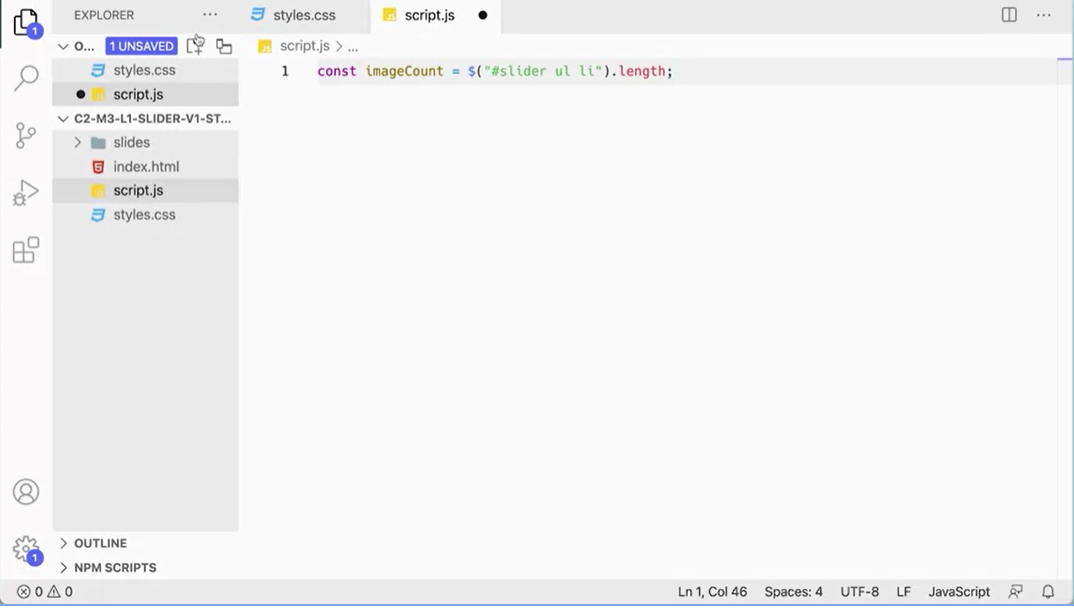 EXPLORER ...
styles.css
script.js
O... 1 UNSAVED
script.js > ...
styles.css
1 const imageCount = $("#slider ul li").length;
script.js
C2-M3-L1-SLIDER-V1-ST...
slides
index.html
script.js
styles.css
OUTLINE
NPM SCRIPTS
1
1
0 0
Ln 1, Col 46 Spaces: 4 UTF-8 LF JavaScript